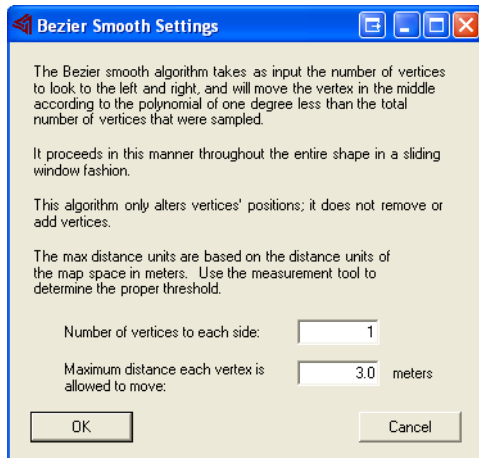 Bezier Smooth Settings
The Bezier smooth algorithm takes as input the number of vertices
to look to the left and right, and will move the vertex in the middle
according to the polynomial of one degree less than the total
number of vertices that were sampled.
It proceeds in this manner throughout the entire shape in a sliding
window fashion.
This algorithm only alters vertices' positions; it does not remove or
add vertices.
The max distance units are based on the distance units of
the map space in meters. Use the measurement tool to
determine the proper threshold.
Number of vertices to each side: 1
Maximum distance each vertex is
allowed to move: 3.0 meters
OK Cancel